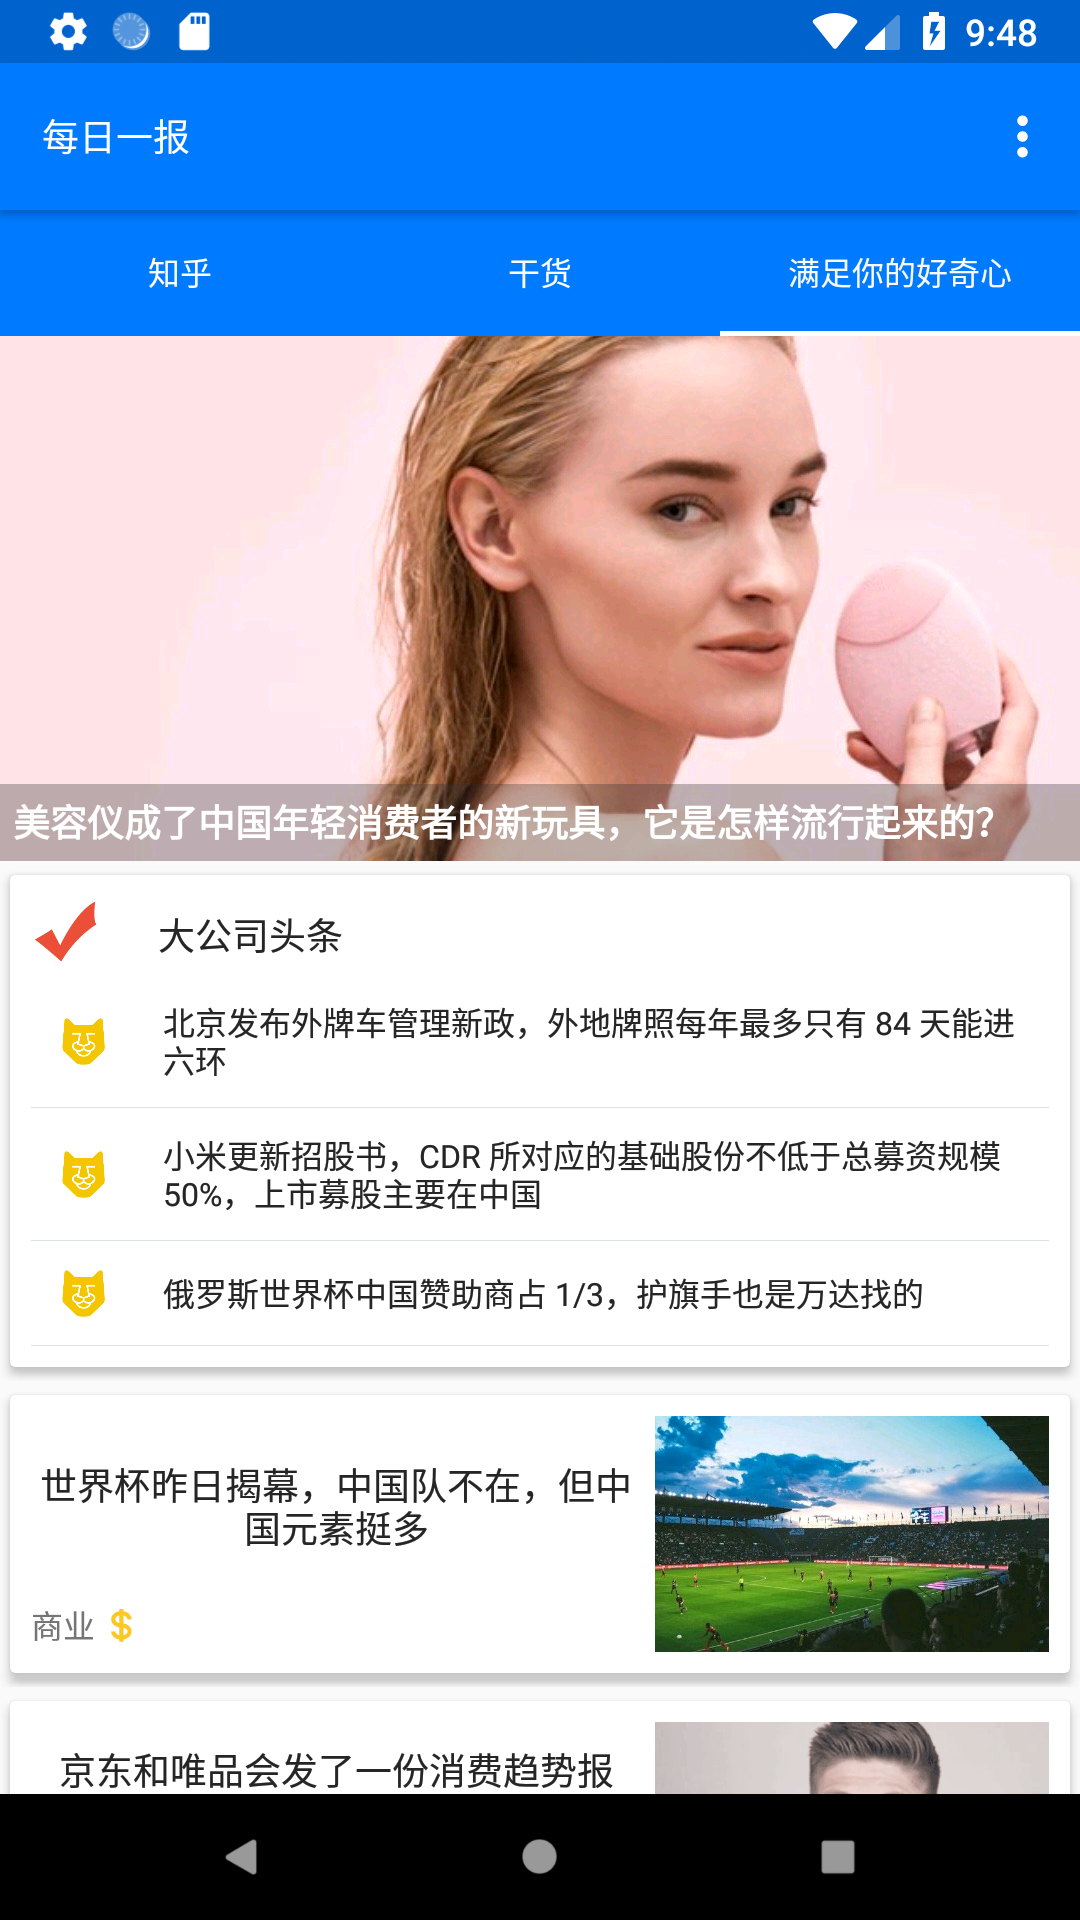 9:48
每日一报
知乎
干货
满足你的好奇心
美容仪成了中国年轻消费者的新玩具，它是怎样流行起来的？
大公司头条
北京发布外牌车管理新政，外地牌照每年最多只有 84 天能进
六环
小米更新招股书，CDR 所对应的基础股份不低于总募资规模
50%，上市募股主要在中国
俄罗斯世界杯中国赞助商占 1/3，护旗手也是万达找的
世界杯昨日揭幕，中国队不在，但中
国元素挺多
商业
京东和唯品会发了一份消费趋势报